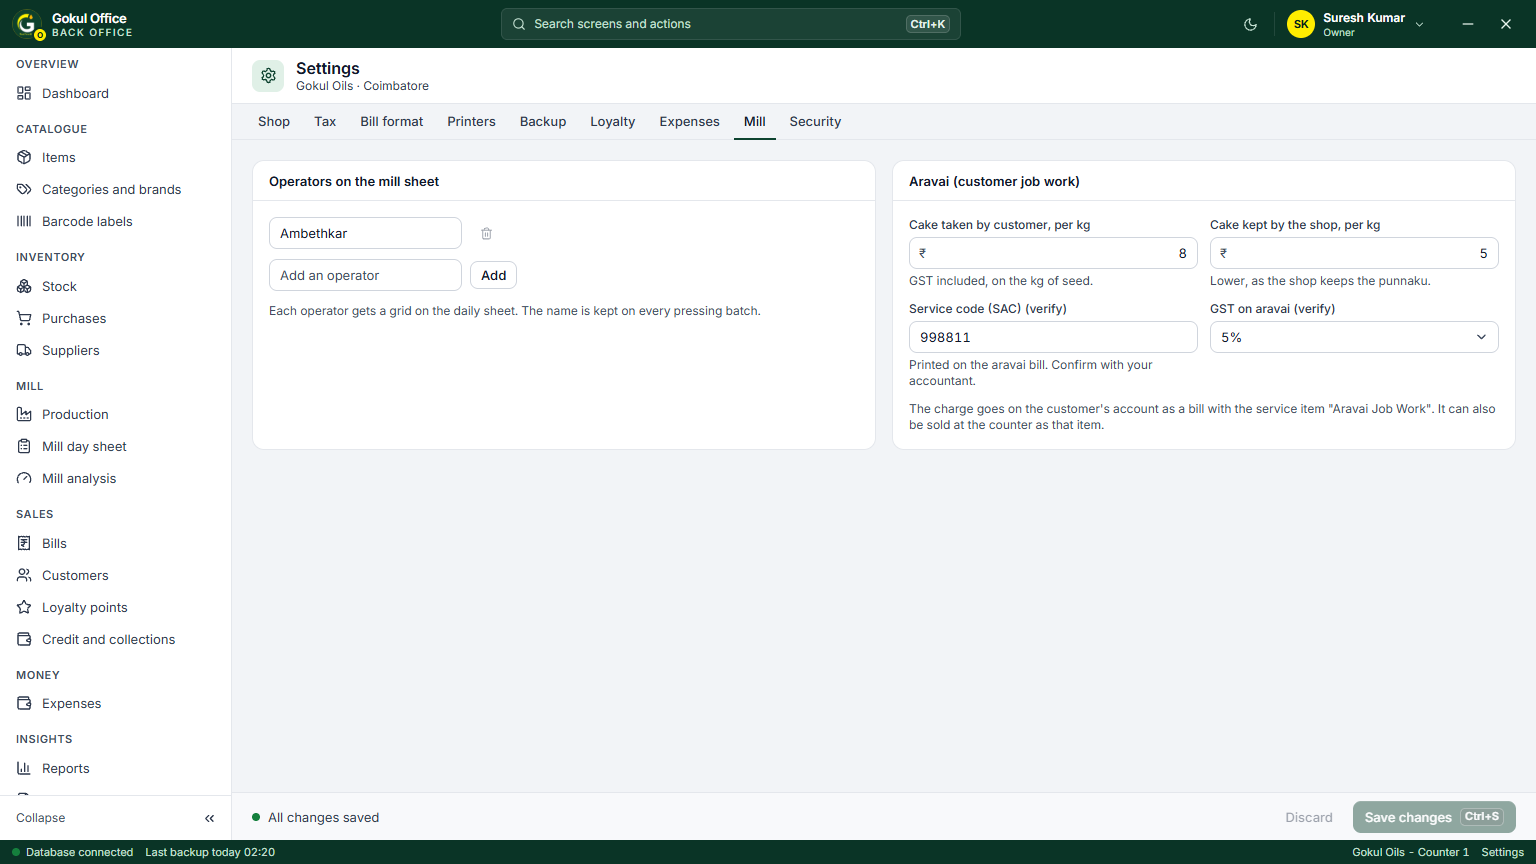 Gokul Office
BACK OFFICE
Search screens and actions
Ctrl+K
SK
Suresh Kumar
Owner
OVERVIEW
Dashboard
CATALOGUE
Items
Categories and brands
Barcode labels
INVENTORY
Stock
Purchases
Suppliers
MILL
Production
Mill day sheet
Mill analysis
SALES
Bills
Customers
Loyalty points
Credit and collections
MONEY
Expenses
INSIGHTS
Reports
Collapse
Settings
Gokul Oils · Coimbatore
Shop Tax Bill format Printers Backup Loyalty Expenses Mill Security
Operators on the mill sheet
Ambethkar
Add an operator
Add
Each operator gets a grid on the daily sheet. The name is kept on every pressing batch.
Aravai (customer job work)
Cake taken by customer, per kg
₹ 8
GST included, on the kg of seed.
Cake kept by the shop, per kg
₹ 5
Lower, as the shop keeps the punnaku.
Service code (SAC) (verify)
998811
Printed on the aravai bill. Confirm with your
accountant.
GST on aravai (verify)
5%
The charge goes on the customer's account as a bill with the service item "Aravai Job Work". It can also
be sold at the counter as that item.
All changes saved
Discard
Save changes Ctrl+S
Database connected Last backup today 02:20
Gokul Oils - Counter 1 Settings